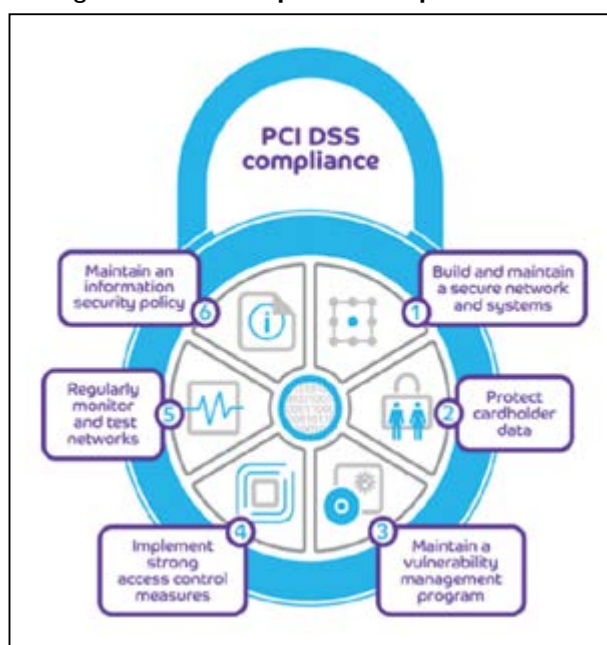 PCI DSS
compliance
1
Build and maintain
a secure network
and systems
2
Protect
cardholder
data
3
Maintain a
vulnerability
management
program
4
Implement
strong
access control
measures
5
Regularly
monitor
and test
networks
6
Maintain an
information
security policy
i